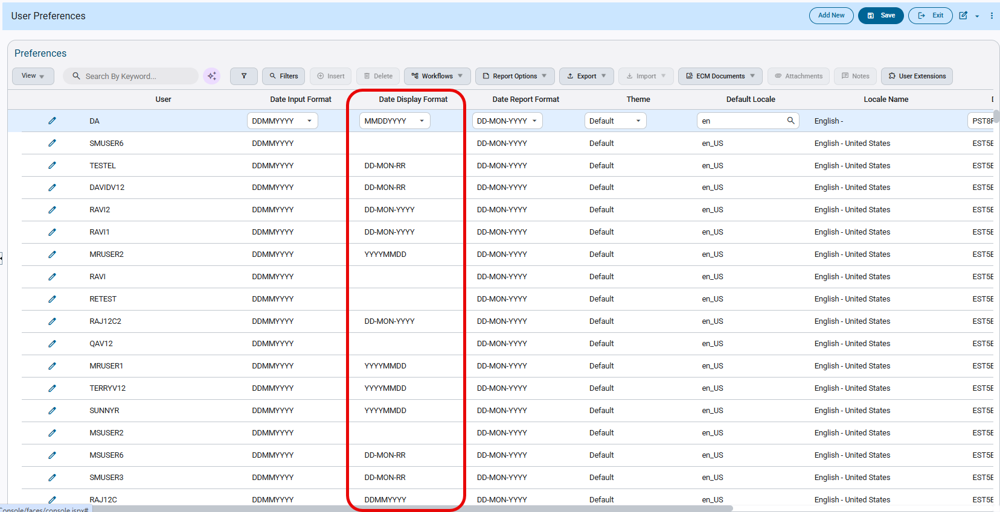 User Preferences Add New Save Exit
Preferences
View Search By Keyword... Filters Insert Delete Workflows Report Options Export Import ECM Documents Attachments Notes User Extensions
User Date Input Format Date Display Format Date Report Format Theme Default Locale Locale Name
DA DDMMYYYY MMDDYYYY DD-MON-YYYY Default en English - PST8P
SMUSER6 DDMMYYYY DD-MON-YYYY Default en_US English - United States EST5E
TESTEL DDMMYYYY DD-MON-RR DD-MON-YYYY Default en_US English - United States EST5E
DAVIDV12 DDMMYYYY DD-MON-RR DD-MON-YYYY Default en_US English - United States EST5E
RAVI2 DDMMYYYY DD-MON-YYYY DD-MON-YYYY Default en_US English - United States EST5E
RAVI1 DDMMYYYY DD-MON-YYYY DD-MON-YYYY Default en_US English - United States EST5E
MRUSER2 DDMMYYYY YYYYMMDD DD-MON-YYYY Default en_US English - United States EST5E
RAVI DDMMYYYY DD-MON-YYYY Default en_US English - United States EST5E
RETEST DDMMYYYY DD-MON-YYYY Default en_US English - United States EST5E
RAJ12C2 DDMMYYYY DD-MON-YYYY DD-MON-YYYY Default en_US English - United States EST5E
QAV12 DDMMYYYY DD-MON-YYYY Default en_US English - United States EST5E
MRUSER1 DDMMYYYY YYYYMMDD DD-MON-YYYY Default en_US English - United States EST5E
TERRYV12 DDMMYYYY YYYYMMDD DD-MON-YYYY Default en_US English - United States EST5E
SUNNYR DDMMYYYY YYYYMMDD DD-MON-YYYY Default en_US English - United States EST5E
MSUSER2 DDMMYYYY DD-MON-YYYY Default en_US English - United States EST5E
MSUSER6 DDMMYYYY DD-MON-RR DD-MON-YYYY Default en_US English - United States EST5E
SMUSER3 DDMMYYYY DD-MON-RR DD-MON-YYYY Default en_US English - United States EST5E
RAJ12C DDMMYYYY DDMMYYYY DD-MON-YYYY Default en_US English - United States EST5E
Console/faces/console.jspx#